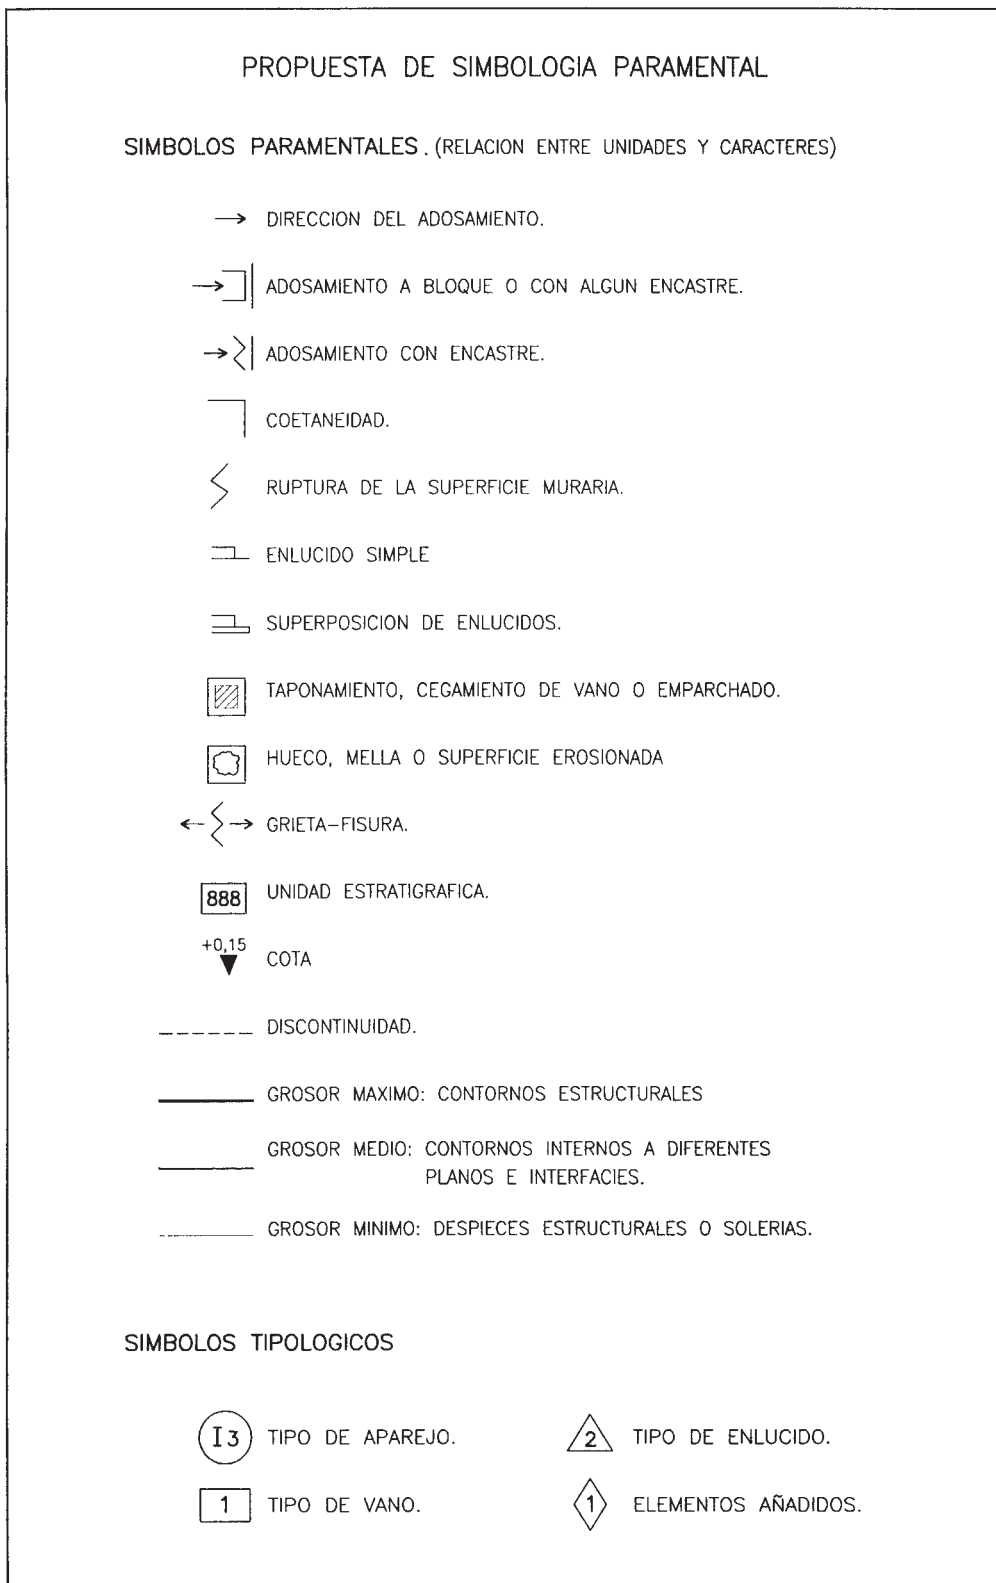 PROPUESTA DE SIMBOLOGIA PARAMENTAL
SIMBOLOS PARAMENTALES. (RELACION ENTRE UNIDADES Y CARACTERES)
DIRECCION DEL ADOSAMIENTO.
ADOSAMIENTO A BLOQUE O CON ALGUN ENCASTRE.
ADOSAMIENTO CON ENCASTRE.
COETANEIDAD.
RUPTURA DE LA SUPERFICIE MURARIA.
ENLUCIDO SIMPLE
SUPERPOSICION DE ENLUCIDOS.
TAPONAMIENTO, CEGAMIENTO DE VANO O EMPARCHADO.
HUECO, MELLA O SUPERFICIE EROSIONADA
GRIETA-FISURA.
888 UNIDAD ESTRATIGRAFICA.
+0,15
COTA
DISCONTINUIDAD.
GROSOR MAXIMO: CONTORNOS ESTRUCTURALES
GROSOR MEDIO: CONTORNOS INTERNOS A DIFERENTES
PLANOS E INTERFACIES.
GROSOR MINIMO: DESPIECES ESTRUCTURALES O SOLERIAS.
SIMBOLOS TIPOLOGICOS
I3 TIPO DE APAREJO.
2 TIPO DE ENLUCIDO.
1 TIPO DE VANO.
1 ELEMENTOS AÑADIDOS.